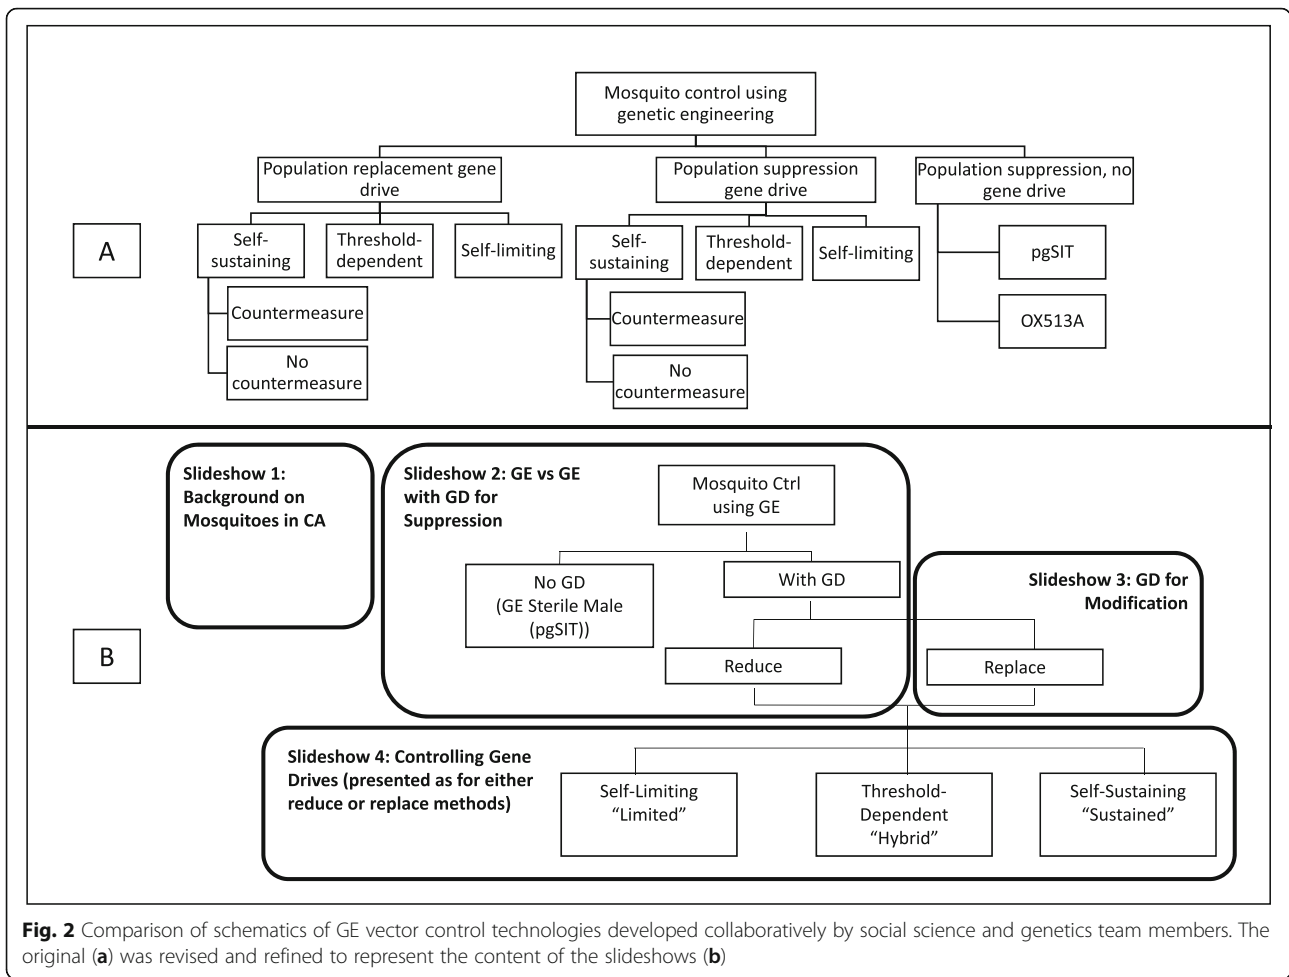 Mosquito control using
genetic engineering
Population replacement gene
drive
Population suppression
gene drive
Population suppression, no
gene drive
A
Self-
sustaining
Threshold-
dependent
Self-limiting
Self-
sustaining
Threshold-
dependent
Self-limiting
pgSIT
Countermeasure
Countermeasure
OX513A
No
countermeasure
No
countermeasure
B
Slideshow 1:
Background on
Mosquitoes in CA
Slideshow 2: GE vs GE
with GD for
Suppression
Mosquito Ctrl
using GE
No GD
(GE Sterile Male
(pgSIT))
With GD
Slideshow 3: GD for
Modification
Reduce
Replace
Slideshow 4: Controlling Gene
Drives (presented as for either
reduce or replace methods)
Self-Limiting
“Limited”
Threshold-
Dependent
“Hybrid”
Self-Sustaining
“Sustained”
Fig. 2 Comparison of schematics of GE vector control technologies developed collaboratively by social science and genetics team members. The
original (a) was revised and refined to represent the content of the slideshows (b)